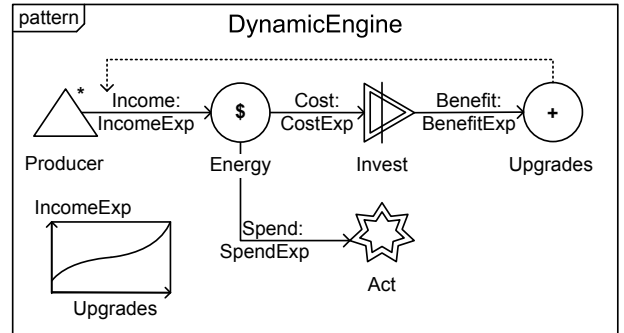 pattern
DynamicEngine
*
Income:
IncomeExp
$
Cost:
CostExp
Benefit:
BenefitExp
+
Producer
Energy
Invest
Upgrades
IncomeExp
Upgrades
Spend:
SpendExp
Act